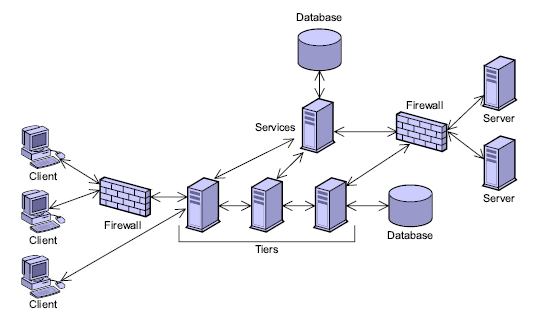 Database
Services
Firewall
Server
Client
Server
Client
Firewall
Tiers
Database
Client